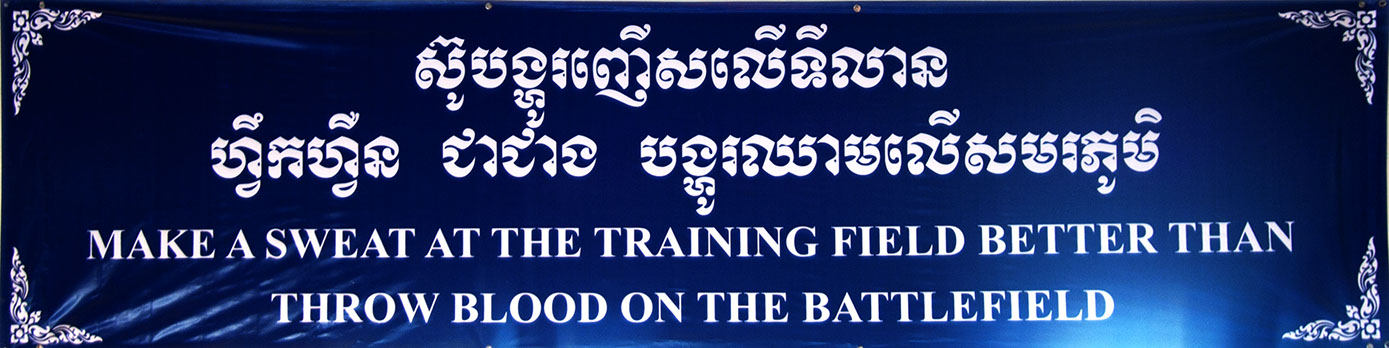 ស៊ូបង្ហូរញើសលើទីលាន
ហ្វឹកហ្វឺន ជាជាង បង្ហូរឈាមលើសមរភូមិ
MAKE A SWEAT AT THE TRAINING FIELD BETTER THAN
THROW BLOOD ON THE BATTLEFIELD